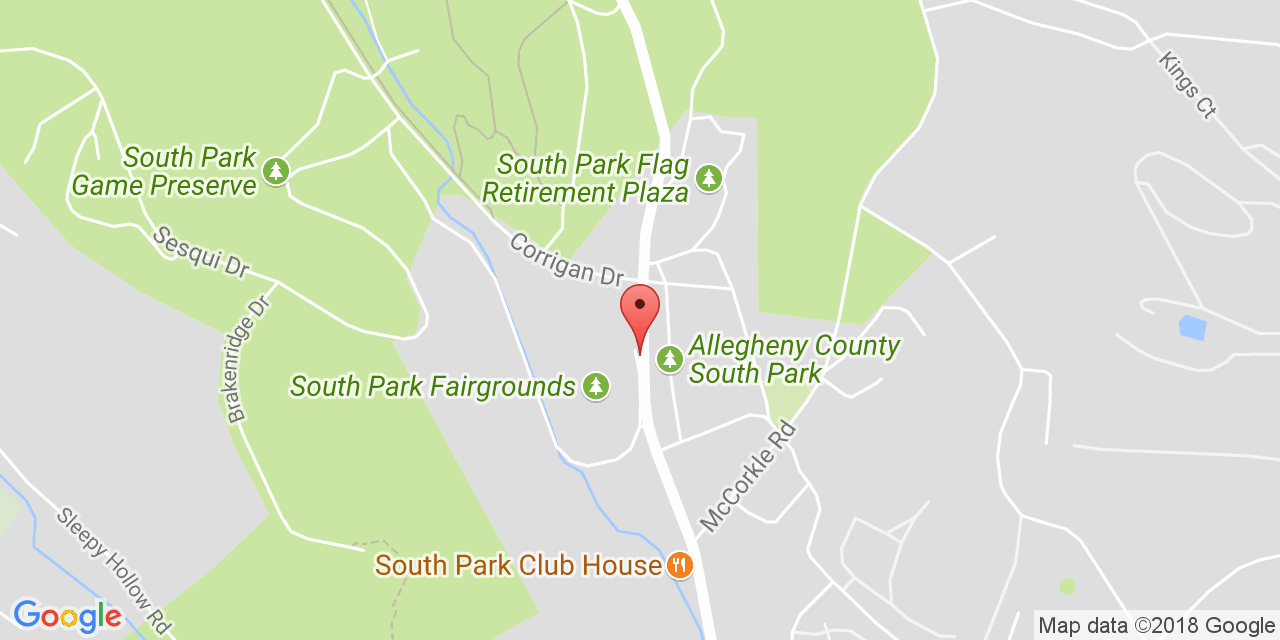 Kings Ct
South Park
Game Preserve
South Park Flag
Retirement Plaza
Sesqui Dr
Corrigan Dr
Brakenridge Dr
Allegheny County
South Park
South Park Fairgrounds
McCorkle Rd
Sleepy Hollow Rd
South Park Club House
Google
Map data ©2018 Google